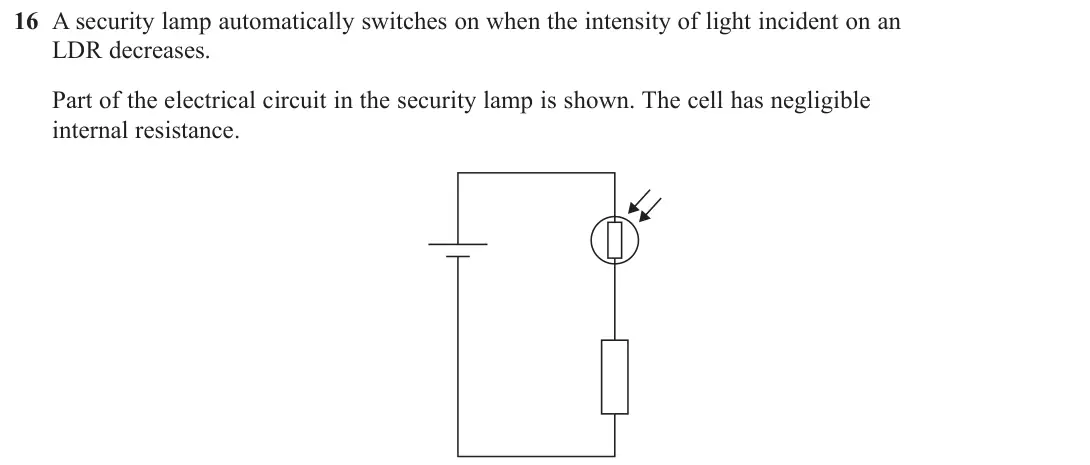 16 A security lamp automatically switches on when the intensity of light incident on an
LDR decreases.
Part of the electrical circuit in the security lamp is shown. The cell has negligible
internal resistance.